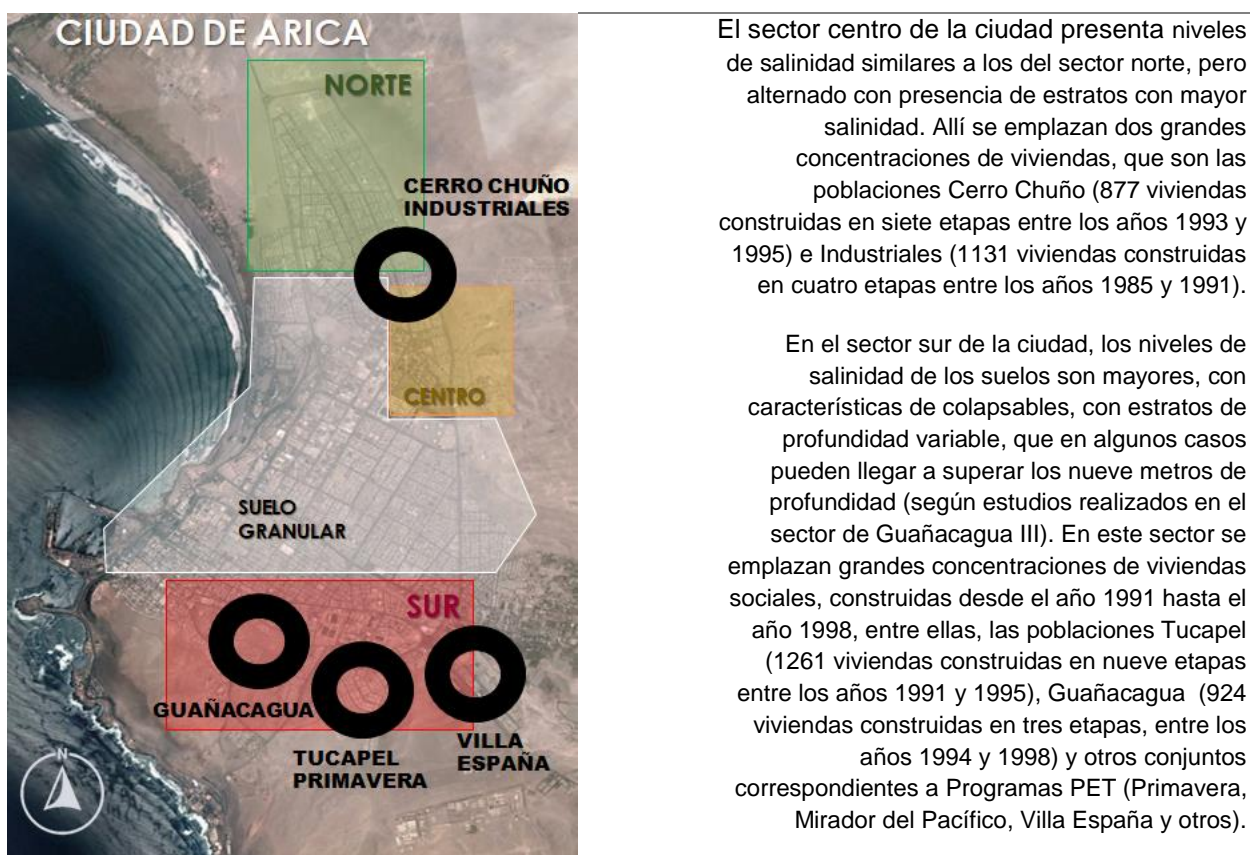 CIUDAD DE ARICA
NORTE
CERRO CHUÑO
INDUSTRIALES
CENTRO
SUELO
GRANULAR
SUR
GUAÑACAGUA
TUCAPEL
PRIMAVERA
VILLA
ESPAÑA
N
El sector centro de la ciudad presenta niveles
de salinidad similares a los del sector norte, pero
alternado con presencia de estratos con mayor
salinidad. Allí se emplazan dos grandes
concentraciones de viviendas, que son las
poblaciones Cerro Chuño (877 viviendas
construidas en siete etapas entre los años 1993 y
1995) e Industriales (1131 viviendas construidas
en cuatro etapas entre los años 1985 y 1991).
En el sector sur de la ciudad, los niveles de
salinidad de los suelos son mayores, con
características de colapsables, con estratos de
profundidad variable, que en algunos casos
pueden llegar a superar los nueve metros de
profundidad (según estudios realizados en el
sector de Guañacagua III). En este sector se
emplazan grandes concentraciones de viviendas
sociales, construidas desde el año 1991 hasta el
año 1998, entre ellas, las poblaciones Tucapel
(1261 viviendas construidas en nueve etapas
entre los años 1991 y 1995), Guañacagua (924
viviendas construidas en tres etapas, entre los
años 1994 y 1998) y otros conjuntos
correspondientes a Programas PET (Primavera,
Mirador del Pacífico, Villa España y otros).